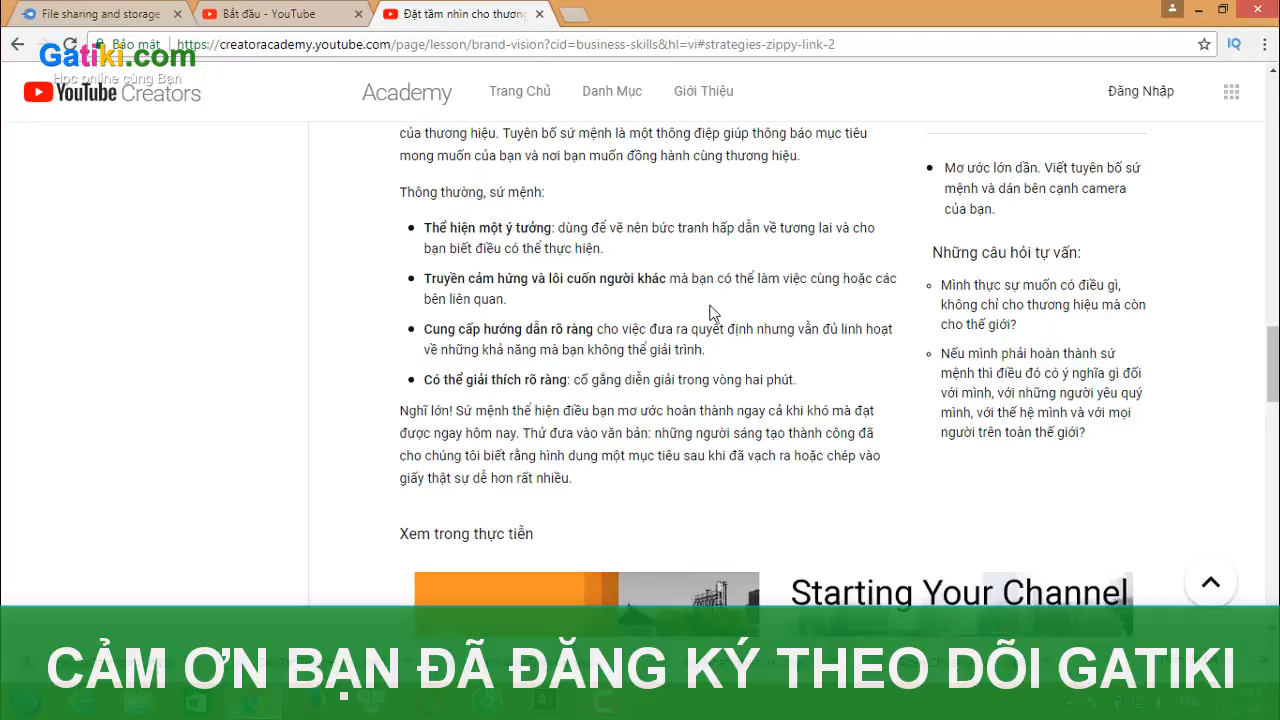 File sharing and storage
Bắt đầu - YouTube
Đặt tầm nhìn cho thương
Bảo mật
https://creatoracademy.youtube.com/page/lesson/brand-vision?cid=business-skills&hl=vi#strategies-zippy-link-2
Gatiki.com
Học online cùng Bạn
YouTube Creators
Academy
Trang Chủ
Danh Mục
Giới Thiệu
Đăng Nhập
của thương hiệu. Tuyên bố sứ mệnh là một thông điệp giúp thông báo mục tiêu
mong muốn của bạn và nơi bạn muốn đồng hành cùng thương hiệu.
Thông thường, sứ mệnh:
Thể hiện một ý tưởng: dùng để vẽ nên bức tranh hấp dẫn về tương lai và cho
bạn biết điều có thể thực hiện.
Truyền cảm hứng và lôi cuốn người khác mà bạn có thể làm việc cùng hoặc các
bên liên quan.
Cung cấp hướng dẫn rõ ràng cho việc đưa ra quyết định nhưng vẫn đủ linh hoạt
về những khả năng mà bạn không thể giải trình.
Có thể giải thích rõ ràng: cố gắng diễn giải trong vòng hai phút.
Nghĩ lớn! Sứ mệnh thể hiện điều bạn mơ ước hoàn thành ngay cả khi khó mà đạt
được ngay hôm nay. Thử đưa vào văn bản: những người sáng tạo thành công đã
cho chúng tôi biết rằng hình dung một mục tiêu sau khi đã vạch ra hoặc chép vào
giấy thật sự dễ hơn rất nhiều.
Xem trong thực tiễn
Mơ ước lớn dần. Viết tuyên bố sứ
mệnh và dán bên cạnh camera
của bạn.
Những câu hỏi tự vấn:
Mình thực sự muốn có điều gì,
không chỉ cho thương hiệu mà còn
cho thế giới?
Nếu mình phải hoàn thành sứ
mệnh thì điều đó có ý nghĩa gì đối
với mình, với những người yêu quý
mình, với thế hệ mình và với mọi
người trên toàn thế giới?
Starting Your Channel
CẢM ƠN BẠN ĐÃ ĐĂNG KÝ THEO DÕI GATIKI